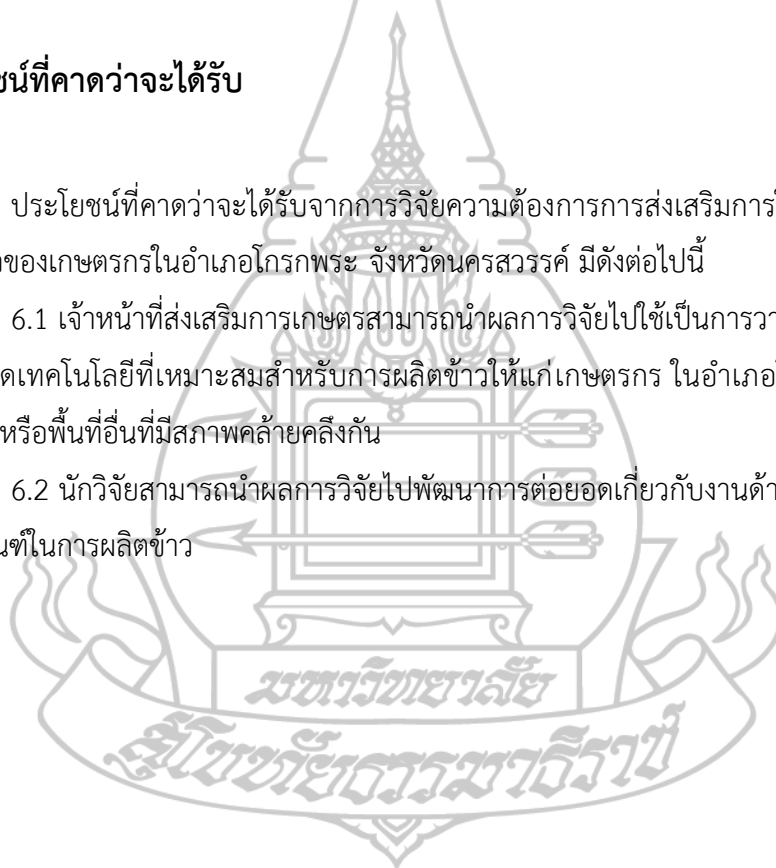 ชน์ที่คาดว่าจะได้รับ
ประโยชน์ที่คาดว่าจะได้รับจากการวิจัยความต้องการการส่งเสริมการใ
ของเกษตรกรในอำเภอโกรกพระ จังหวัดนครสวรรค์ มีดังต่อไปนี้
6.1 เจ้าหน้าที่ส่งเสริมการเกษตรสามารถนำผลการวิจัยไปใช้เป็นการวา
ดเทคโนโลยีที่เหมาะสมสำหรับการผลิตข้าวให้แก่เกษตรกร ในอำเภอโ
หรือพื้นที่อื่นที่มีสภาพคล้ายคลึงกัน
6.2 นักวิจัยสามารถนำผลการวิจัยไปพัฒนาการต่อยอดเกี่ยวกับงานด้า
ณฑ์ในการผลิตข้าว
มหาวิทยาลัย
สุโขทัยธรรมาธิราช